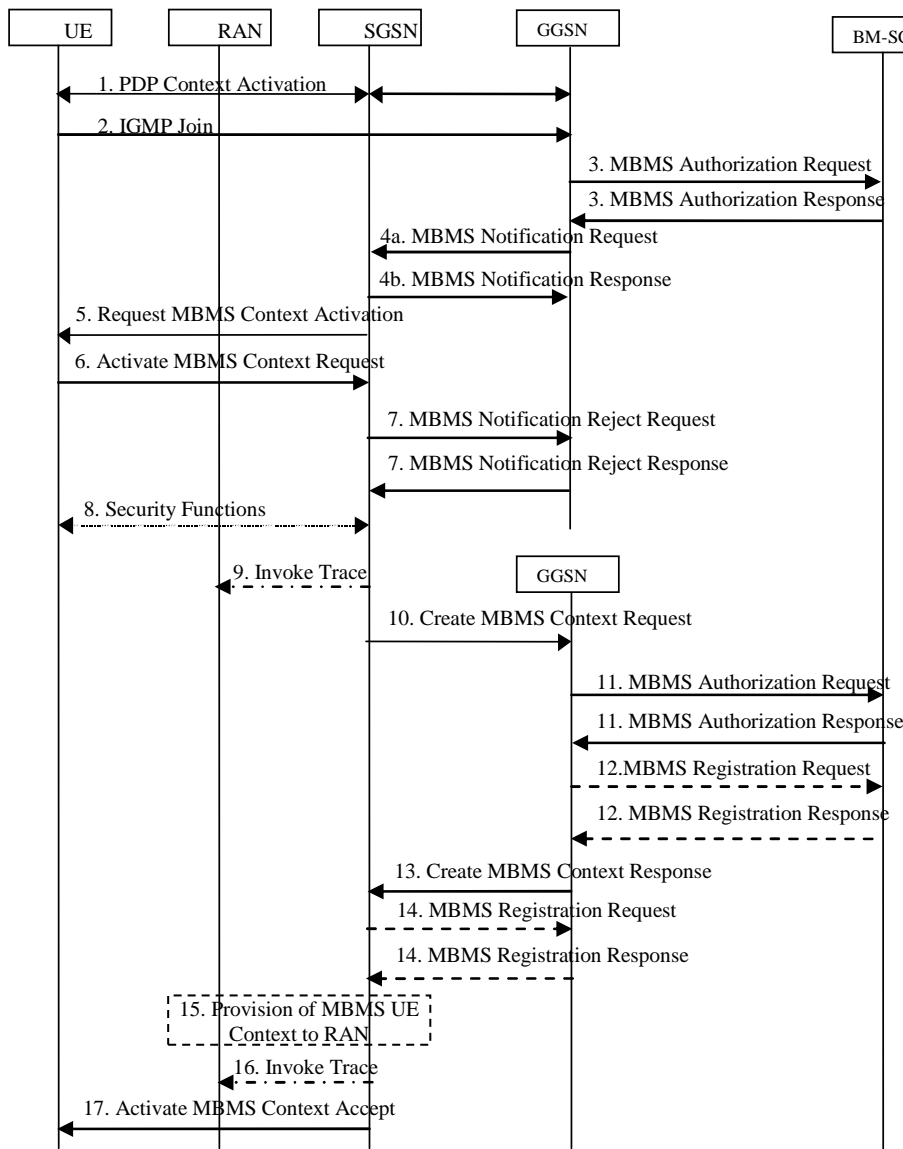 UE
RAN
SGSN
GGSN
BM-SC
1. PDP Context Activation
2. IGMP Join
3. MBMS Authorization Request
3. MBMS Authorization Response
4a. MBMS Notification Request
4b. MBMS Notification Response
5. Request MBMS Context Activation
6. Activate MBMS Context Request
7. MBMS Notification Reject Request
7. MBMS Notification Reject Response
8. Security Functions
9. Invoke Trace
GGSN
10. Create MBMS Context Request
11. MBMS Authorization Request
11. MBMS Authorization Response
12.MBMS Registration Request
12. MBMS Registration Response
13. Create MBMS Context Response
14. MBMS Registration Request
14. MBMS Registration Response
15. Provision of MBMS UE
Context to RAN
16. Invoke Trace
17. Activate MBMS Context Accept